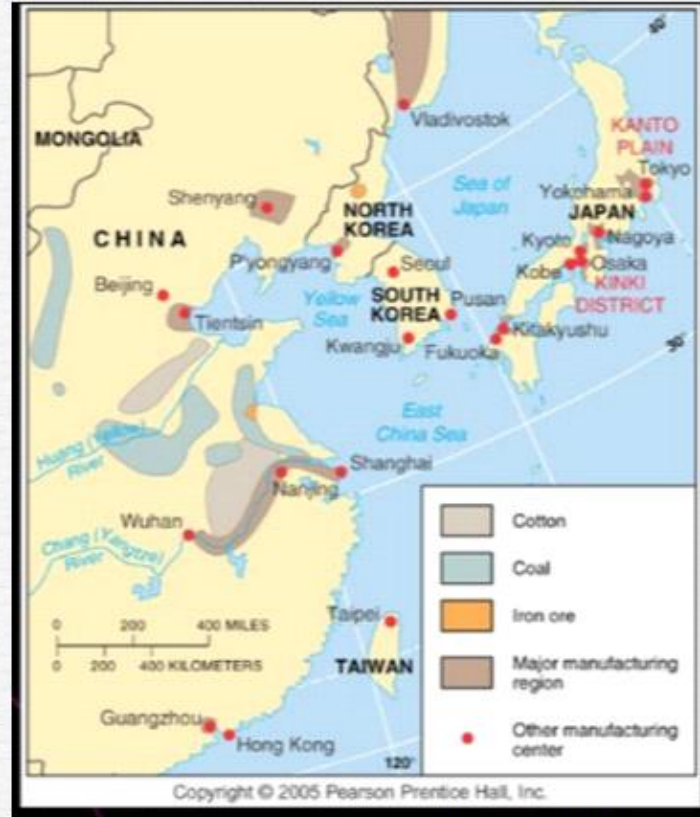 40°
Vladivostok
MONGOLIA
KANTO
PLAIN
Tokyo
Shenyang
Sea of
Japan
Yokohama
NORTH
KOREA
JAPAN
CHINA
Kyoto
Nagoya
P'yongyang
Seoul
Kobe
Osaka
Beijing
Yellow
Sea
SOUTH
KOREA
Pusan
KINKI
DISTRICT
Tientsin
Kitakyushu
Kwangju
Fukuoka
30°
East
China Sea
Huang (Yellow)
River
Shanghai
Nanjing
Wuhan
Chang (Yangtze)
River
Cotton
Coal
Iron ore
Major manufacturing
region
Other manufacturing
center
Taipei
0 200 400 MILES
0 200 400 KILOMETERS
TAIWAN
Guangzhou
Hong Kong
120°
Copyright © 2005 Pearson Prentice Hall, Inc.